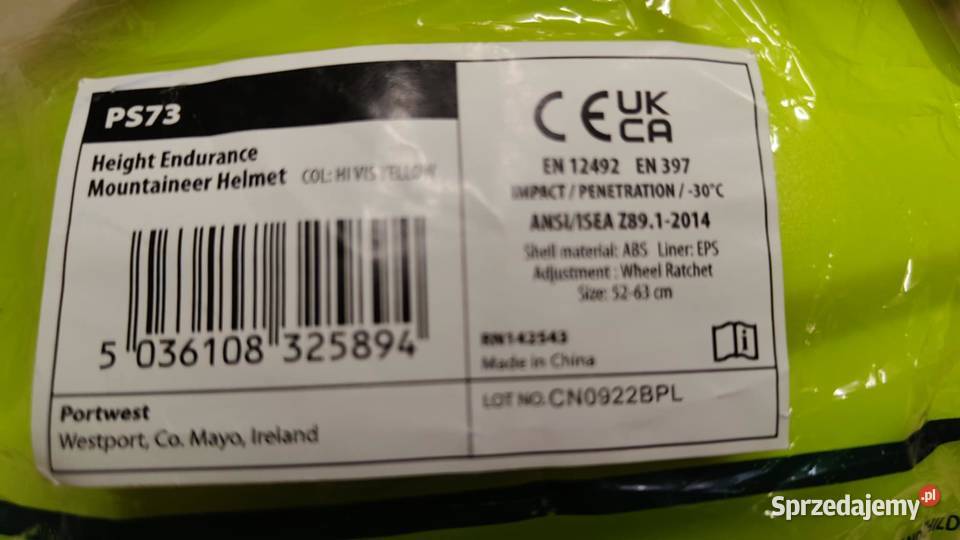 PS73
Height Endurance
Mountaineer Helmet COL: HI VIS YELLOW
5 036108 325894
Portwest
Westport, Co. Mayo, Ireland
CE UK
CA
EN 12492 EN 397
IMPACT / PENETRATION / -30°C
ANSI/ISEA Z89.1-2014
Shell material: ABS Liner: EPS
Adjustment : Wheel Ratchet
Size: 52-63 cm
RN142543
Made in China
i
LOT NO. CN0922BPL
Sprzedajemy.pl